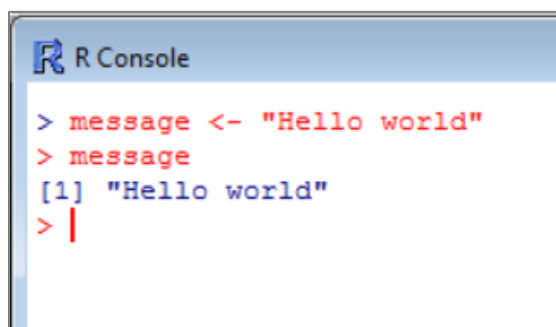 R R Console
> message <- "Hello world"
> message
[1] "Hello world"
>